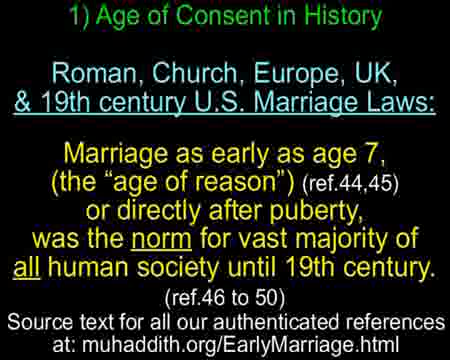 1) Age of Consent in History
Roman, Church, Europe, UK,
& 19th century U.S. Marriage Laws:
Marriage as early as age 7,
(the “age of reason”) (ref.44,45)
or directly after puberty,
was the norm for vast majority of
all human society until 19th century.
(ref.46 to 50)
Source text for all our authenticated references
at: muhaddith.org/EarlyMarriage.html